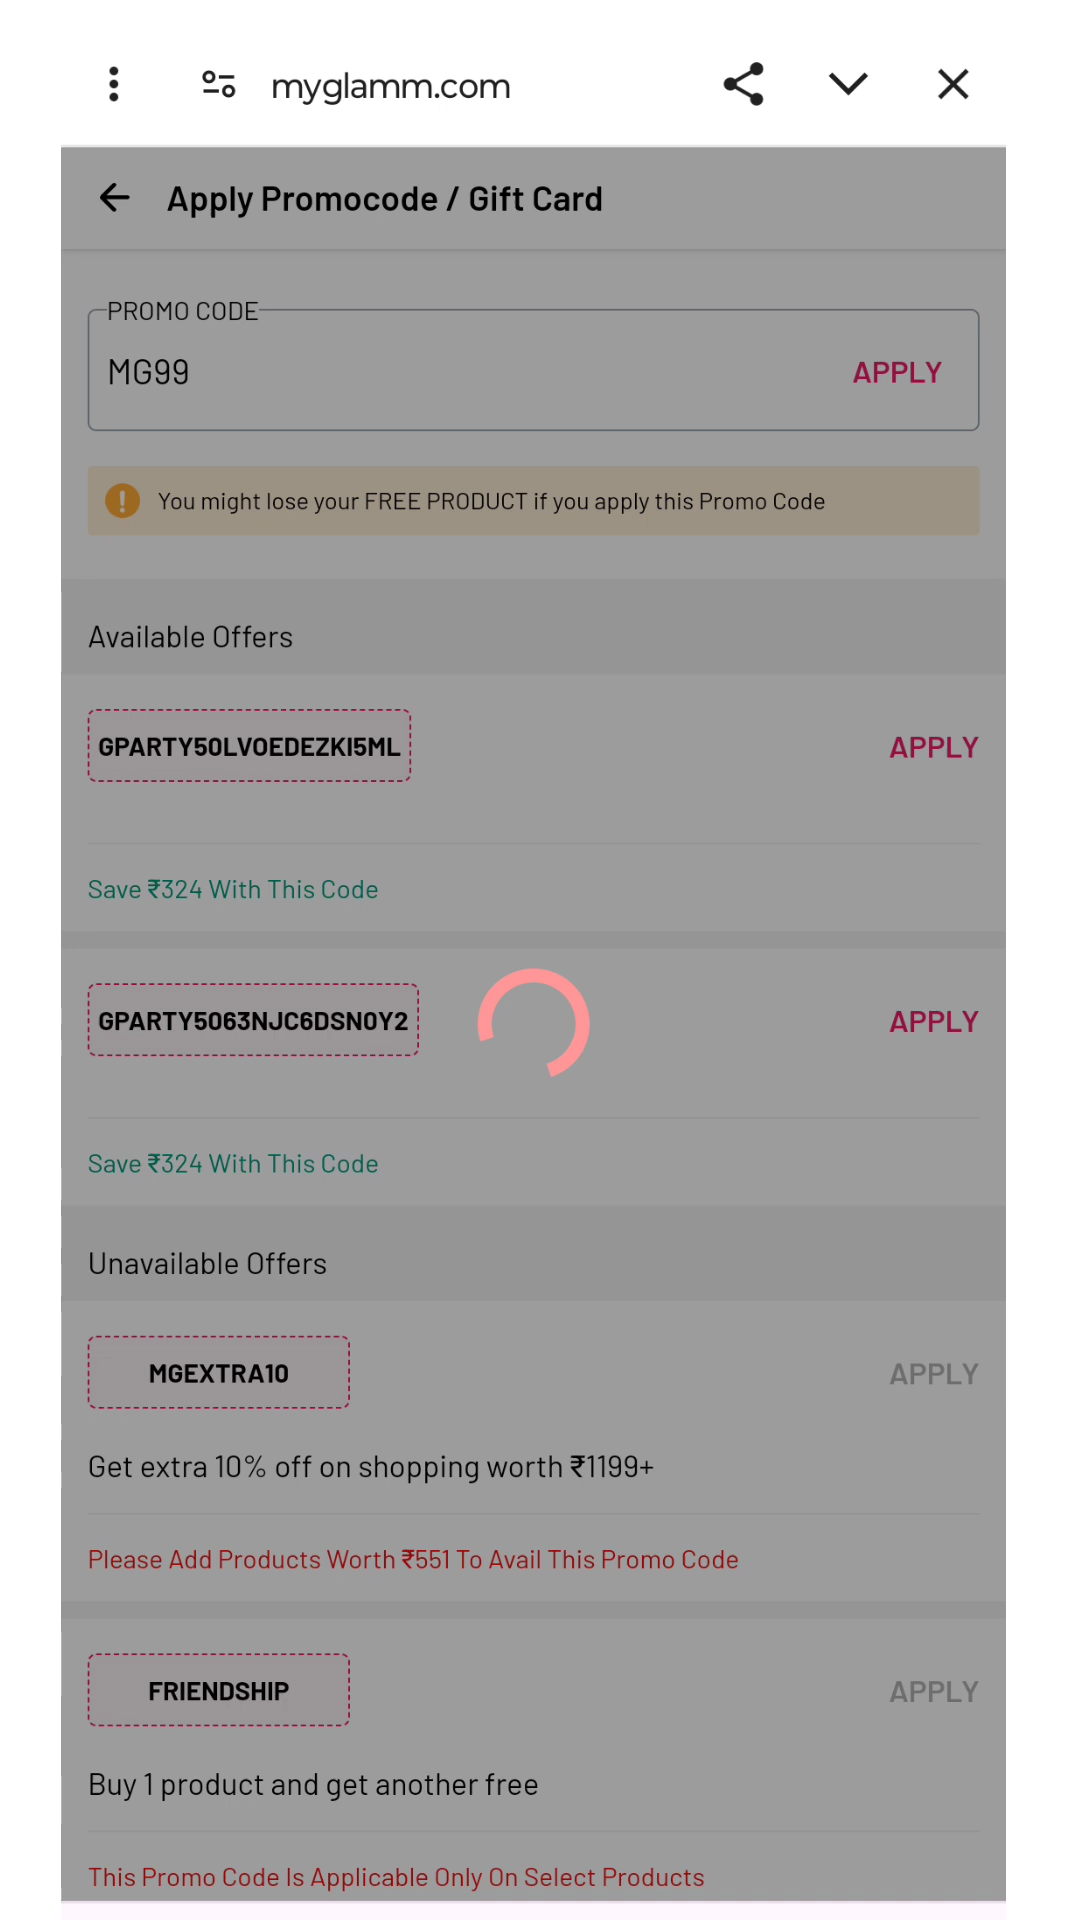 myglamm.com
Apply Promocode / Gift Card
PROMO CODE
MG99 APPLY
You might lose your FREE PRODUCT if you apply this Promo Code
Available Offers
GPARTY50LVOEDEZKI5ML APPLY
Save ₹324 With This Code
GPARTY5063NJC6DSN0Y2 APPLY
Save ₹324 With This Code
Unavailable Offers
MGEXTRA10 APPLY
Get extra 10% off on shopping worth ₹1199+
Please Add Products Worth ₹551 To Avail This Promo Code
FRIENDSHIP APPLY
Buy 1 product and get another free
This Promo Code Is Applicable Only On Select Products